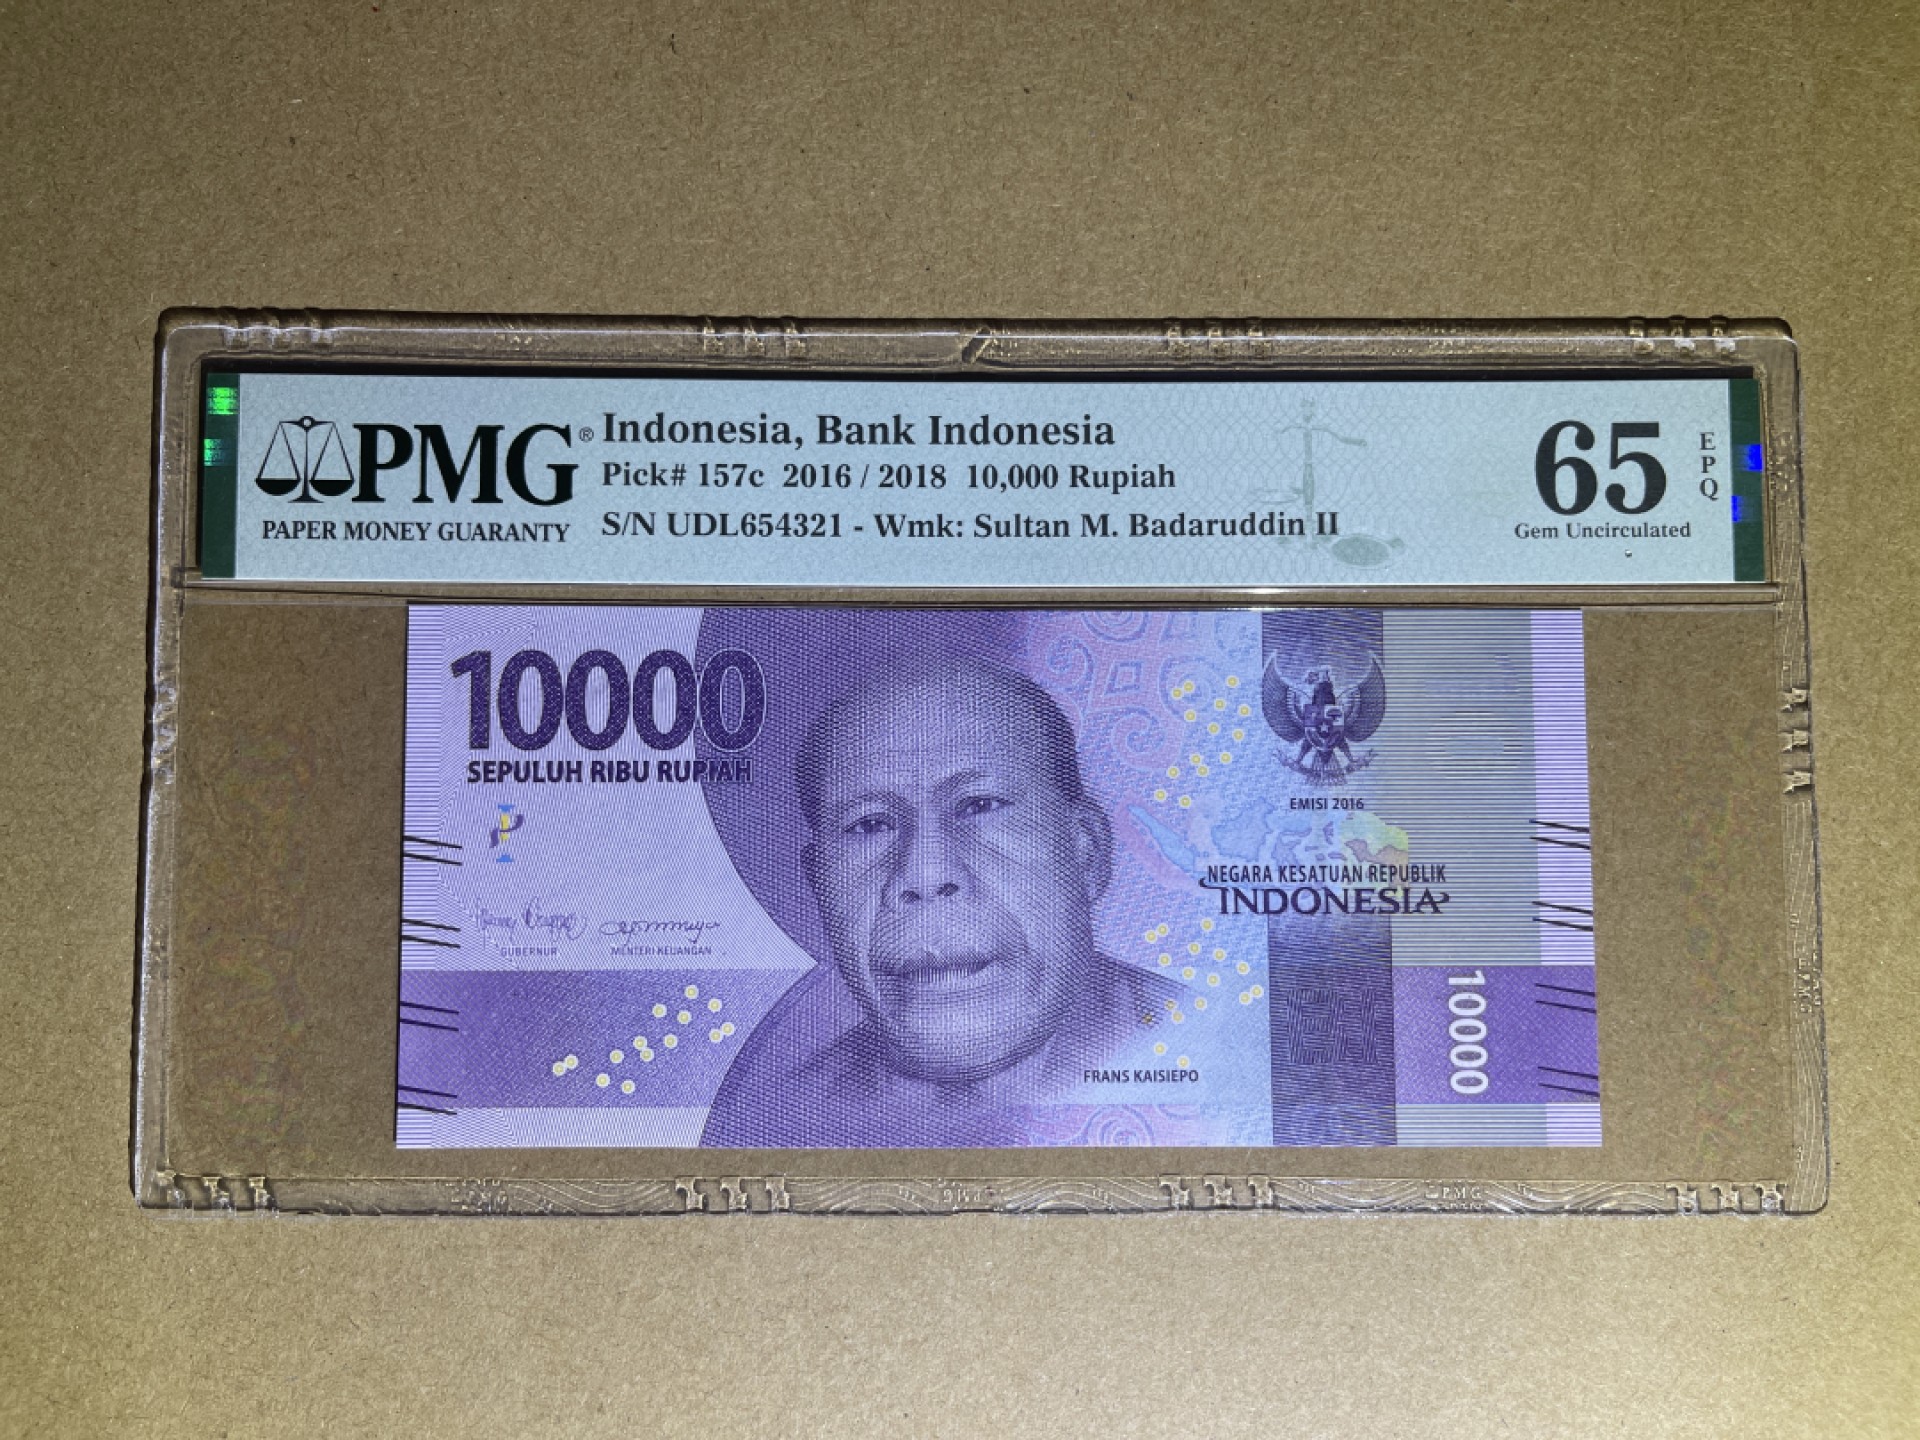 PMG®
PAPER MONEY GUARANTY
Indonesia, Bank Indonesia
Pick# 157c 2016 / 2018 10,000 Rupiah
S/N UDL654321 - Wmk: Sultan M. Badaruddin II
65
EPQ
Gem Uncirculated
10000
SEPULUH RIBU RUPIAH
GUBERNUR
MENTERI KEUANGAN
EMISI 2016
NEGARA KESATUAN REPUBLIK
INDONESIA
FRANS KAISIEPO
10000
PMG